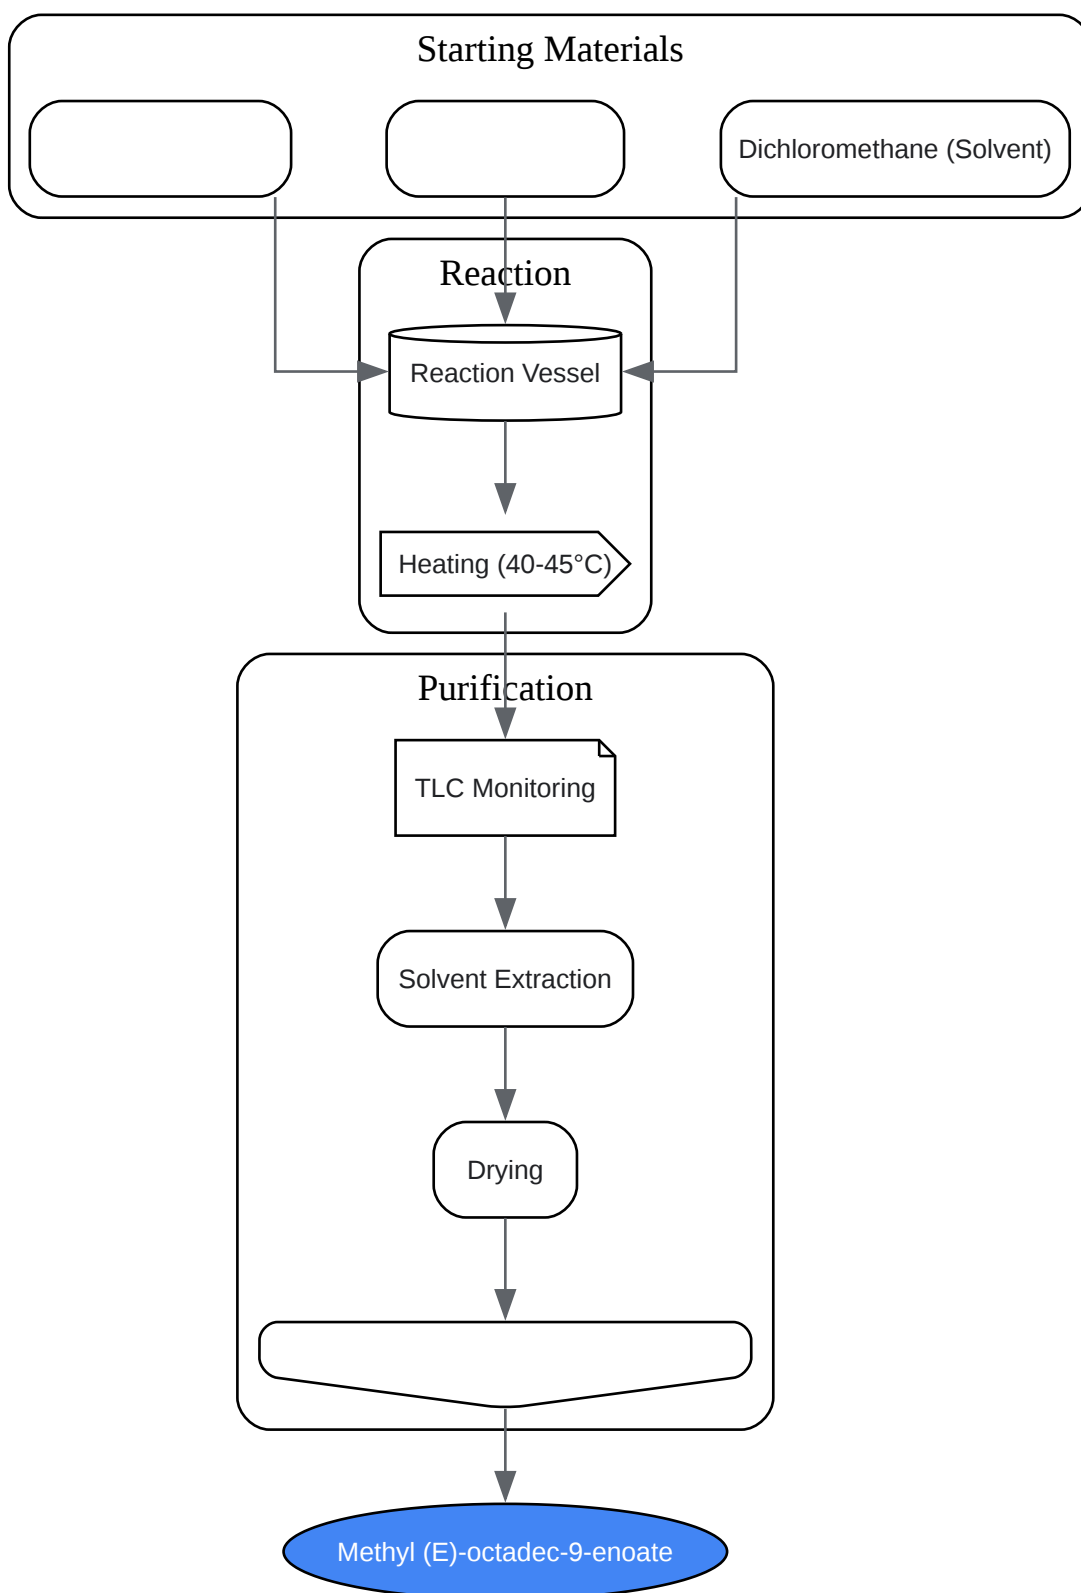 Starting Materials
Dichloromethane (Solvent)
Reaction
Reaction Vessel
Heating (40-45°C)
Purification
TLC Monitoring
Solvent Extraction
Drying
Methyl (E)-octadec-9-enoate